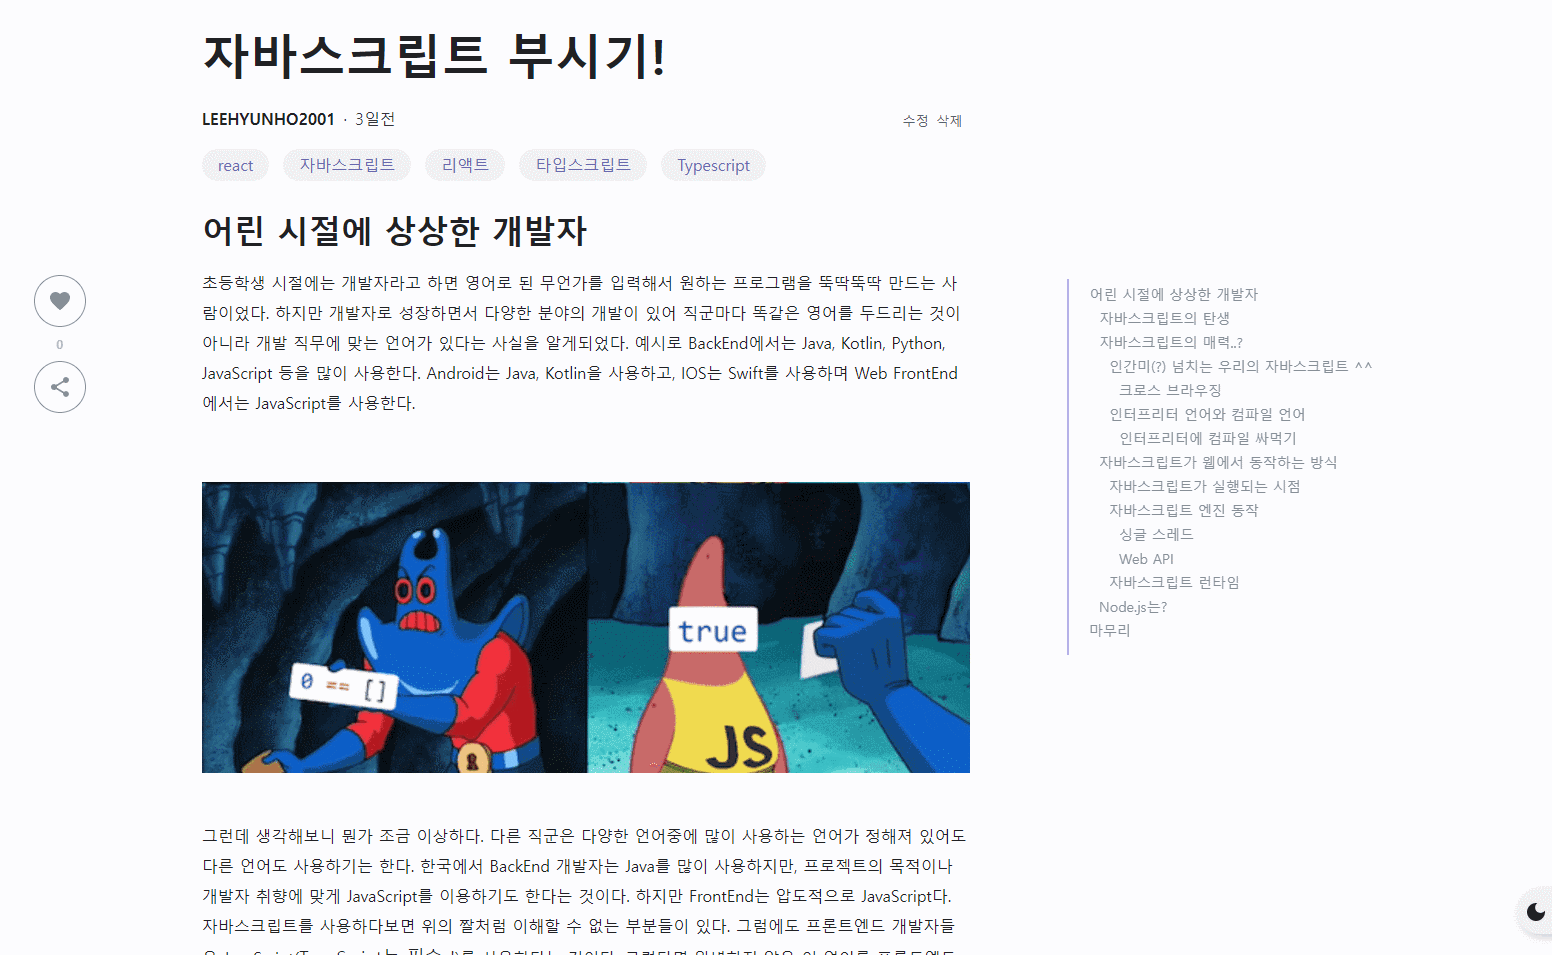 자바스크립트 부시기!
LEEHYUNHO2001 · 3일전
수정 삭제
react 자바스크립트 리액트 타입스크립트 Typescript
어린 시절에 상상한 개발자
초등학생 시절에는 개발자라고 하면 영어로 된 무언가를 입력해서 원하는 프로그램을 뚝딱뚝딱 만드는 사
람이었다. 하지만 개발자로 성장하면서 다양한 분야의 개발이 있어 직군마다 똑같은 영어를 두드리는 것이
아니라 개발 직무에 맞는 언어가 있다는 사실을 알게되었다. 예시로 BackEnd에서는 Java, Kotlin, Python,
JavaScript 등을 많이 사용한다. Android는 Java, Kotlin을 사용하고, IOS는 Swift를 사용하며 Web FrontEnd
에서는 JavaScript를 사용한다.
0 == []
true
JS
그런데 생각해보니 뭔가 조금 이상하다. 다른 직군은 다양한 언어중에 많이 사용하는 언어가 정해져 있어도
다른 언어도 사용하기는 한다. 한국에서 BackEnd 개발자는 Java를 많이 사용하지만, 프로젝트의 목적이나
개발자 취향에 맞게 JavaScript를 이용하기도 한다는 것이다. 하지만 FrontEnd는 압도적으로 JavaScript다.
자바스크립트를 사용하다보면 위의 짤처럼 이해할 수 없는 부분들이 있다. 그럼에도 프론트엔드 개발자들
0
어린 시절에 상상한 개발자
자바스크립트의 탄생
자바스크립트의 매력..?
인간미(?) 넘치는 우리의 자바스크립트 ^^
크로스 브라우징
인터프리터 언어와 컴파일 언어
인터프리터에 컴파일 싸먹기
자바스크립트가 웹에서 동작하는 방식
자바스크립트가 실행되는 시점
자바스크립트 엔진 동작
싱글 스레드
Web API
자바스크립트 런타임
Node.js는?
마무리